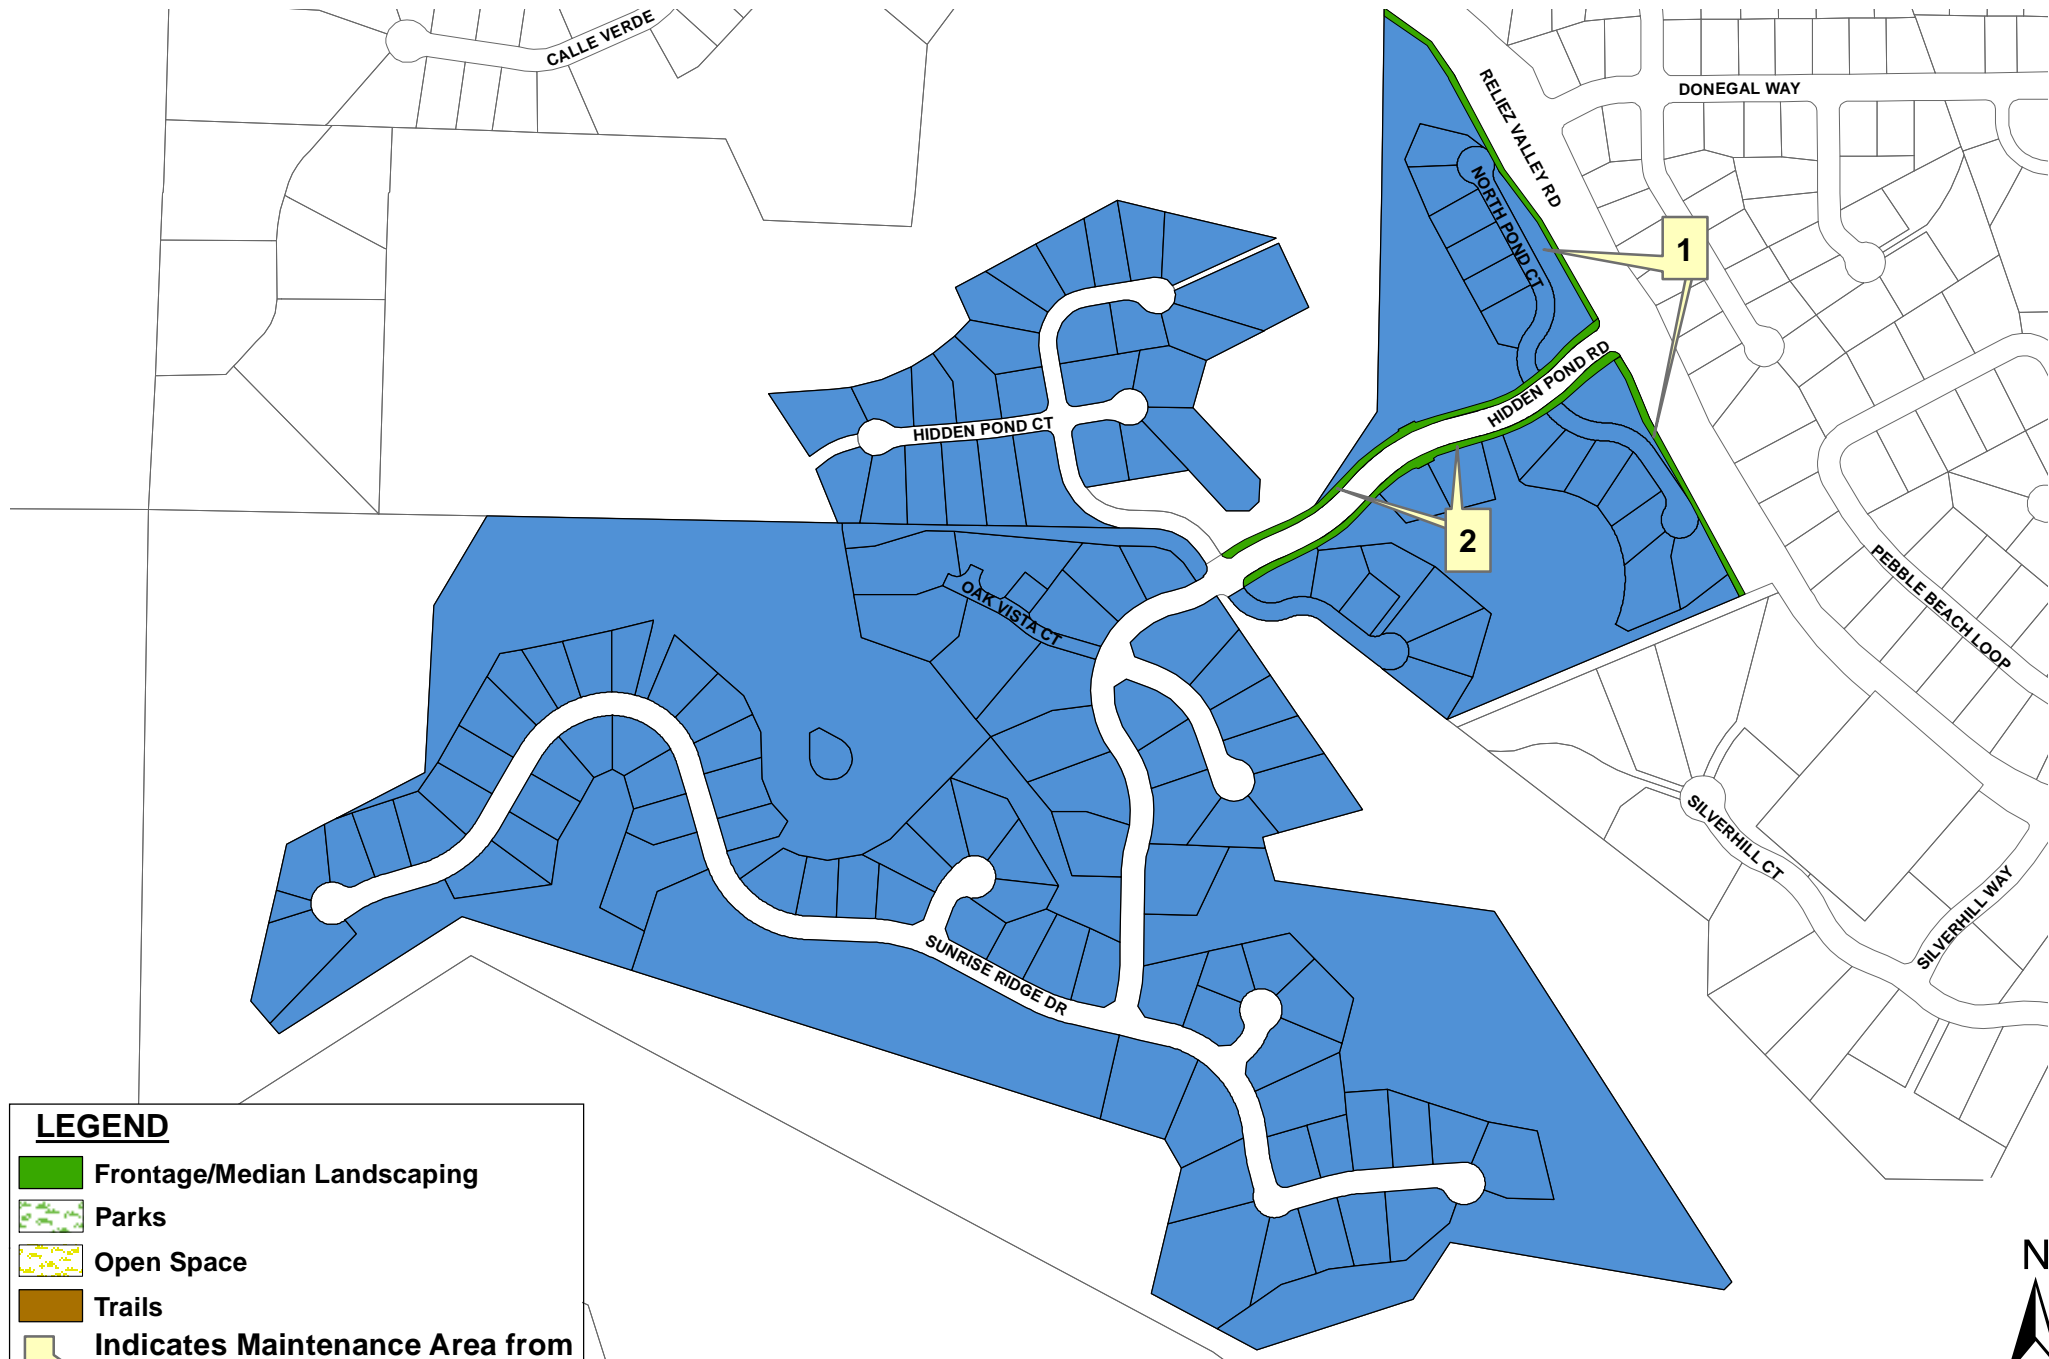 CALLE VERDE
DONEGAL WAY
RELIEZ VALLEY RD
NORTH POND CT
1
HIDDEN POND RD
HIDDEN POND CT
2
OAK VISTA CT
PEBBLE BEACH LOOP
SILVERHILL CT
SILVERHILL WAY
SUNRISE RIDGE DR
LEGEND
Frontage/Median Landscaping
Parks
Open Space
Trails
Indicates Maintenance Area from
N